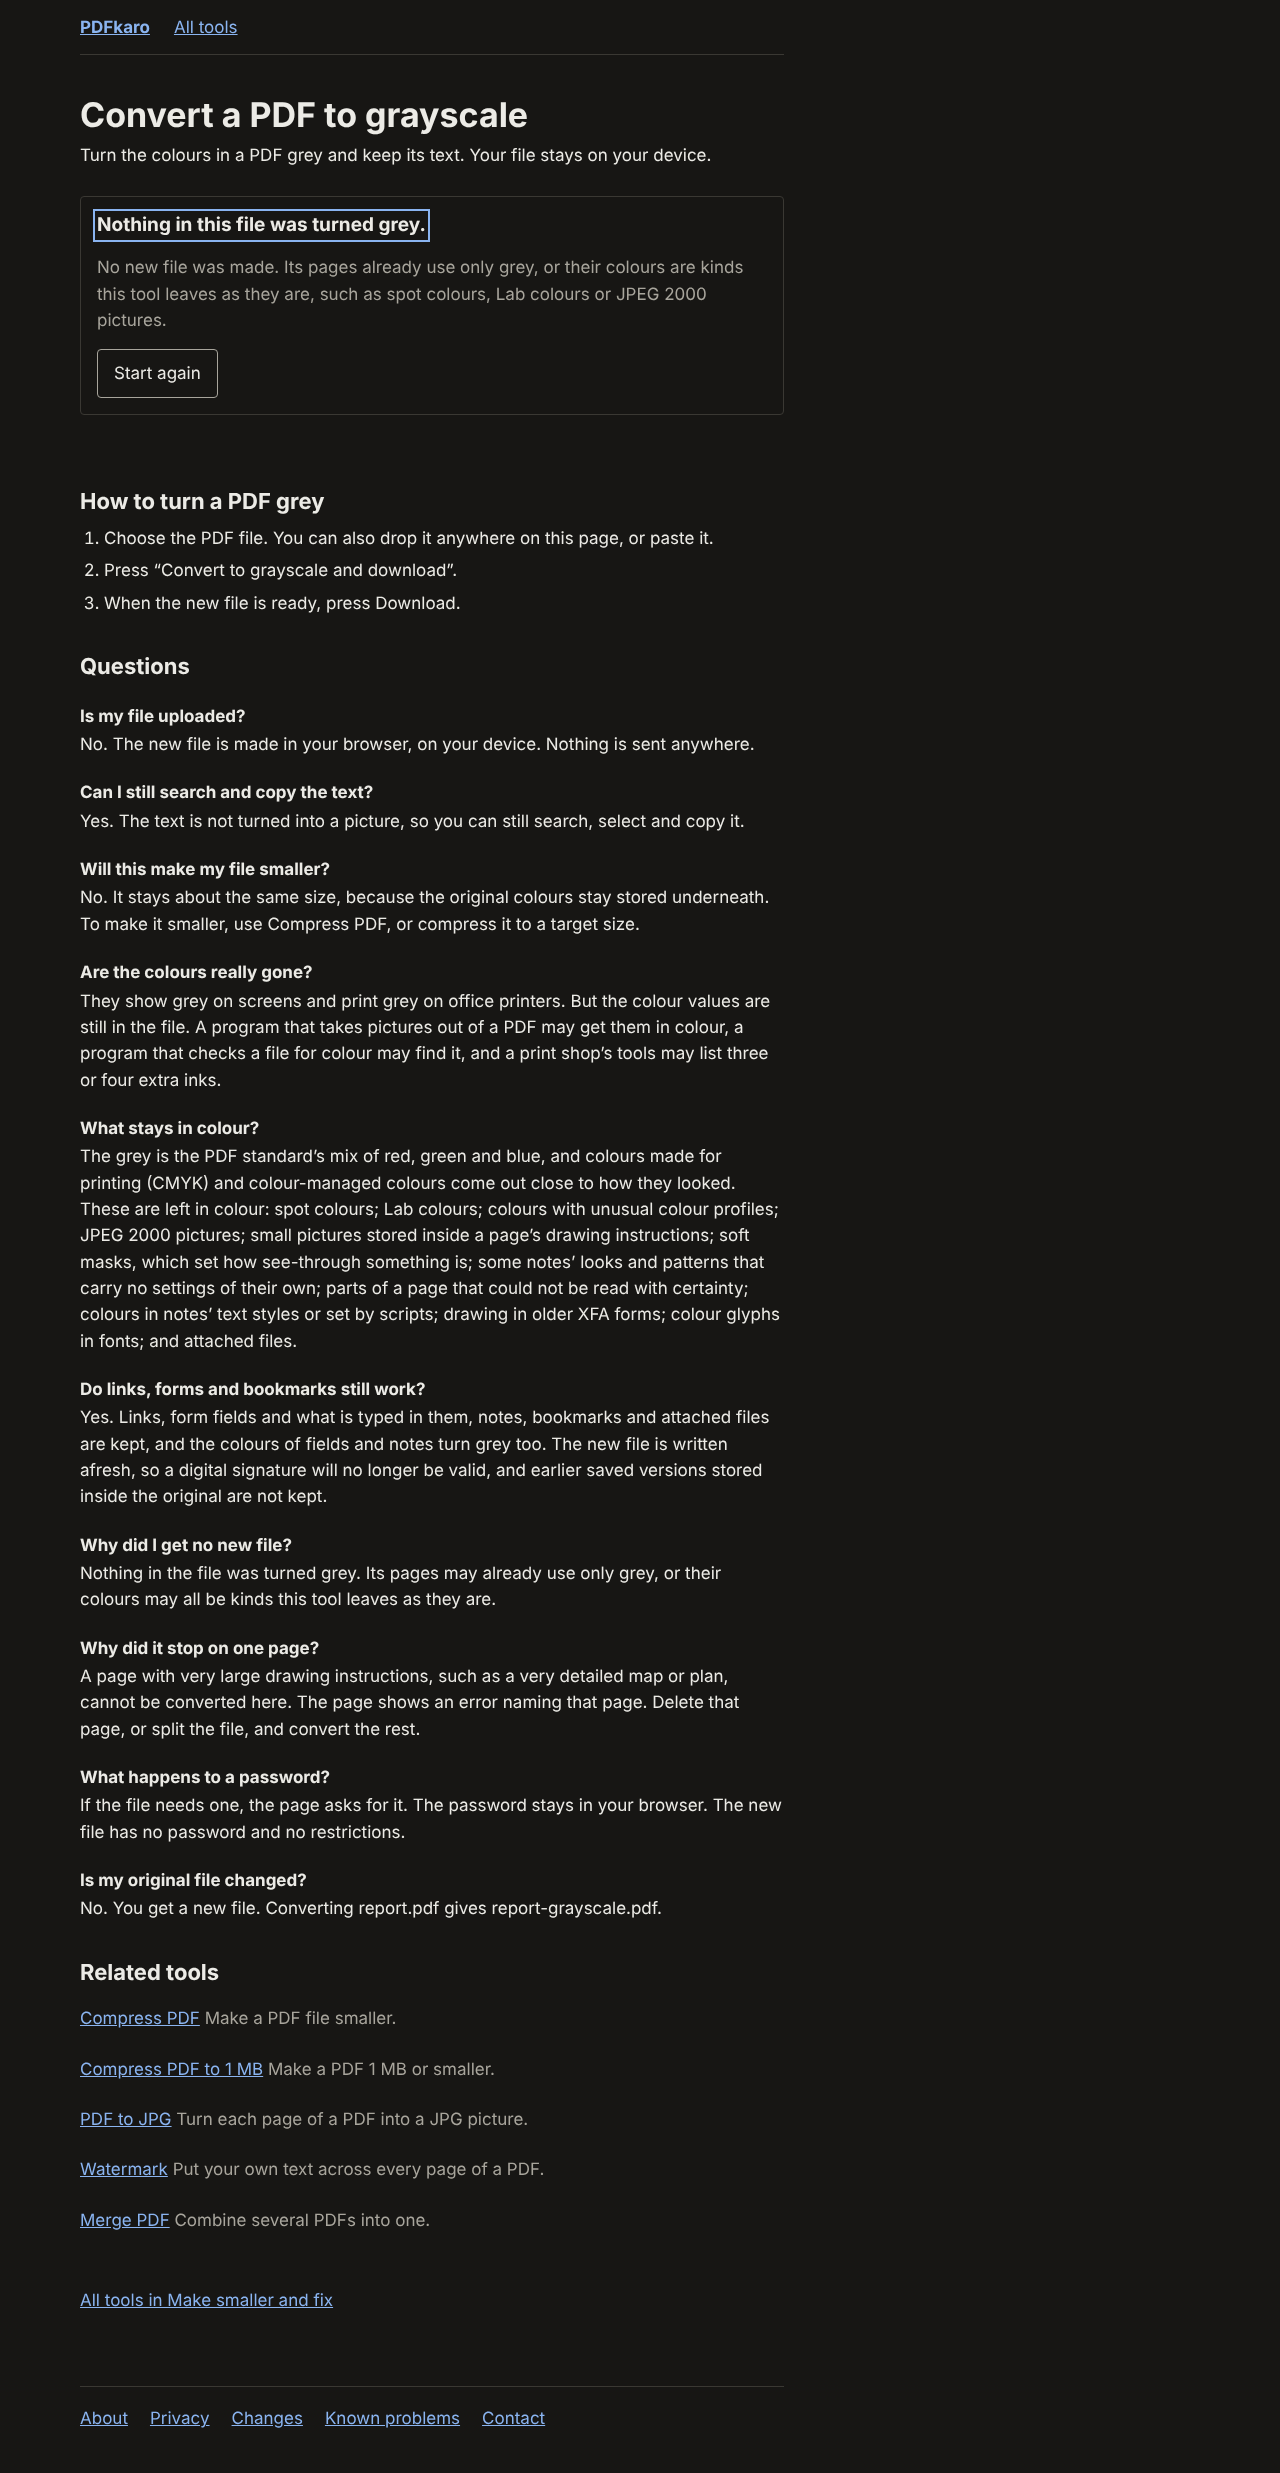 PDFkaro All tools
Convert a PDF to grayscale
Turn the colours in a PDF grey and keep its text. Your file stays on your device.
Nothing in this file was turned grey.
No new file was made. Its pages already use only grey, or their colours are kinds
this tool leaves as they are, such as spot colours, Lab colours or JPEG 2000
pictures.
Start again
How to turn a PDF grey
1. Choose the PDF file. You can also drop it anywhere on this page, or paste it.
2. Press “Convert to grayscale and download”.
3. When the new file is ready, press Download.
Questions
Is my file uploaded?
No. The new file is made in your browser, on your device. Nothing is sent anywhere.
Can I still search and copy the text?
Yes. The text is not turned into a picture, so you can still search, select and copy it.
Will this make my file smaller?
No. It stays about the same size, because the original colours stay stored underneath.
To make it smaller, use Compress PDF, or compress it to a target size.
Are the colours really gone?
They show grey on screens and print grey on office printers. But the colour values are
still in the file. A program that takes pictures out of a PDF may get them in colour, a
program that checks a file for colour may find it, and a print shop’s tools may list three
or four extra inks.
What stays in colour?
The grey is the PDF standard’s mix of red, green and blue, and colours made for
printing (CMYK) and colour-managed colours come out close to how they looked.
These are left in colour: spot colours; Lab colours; colours with unusual colour profiles;
JPEG 2000 pictures; small pictures stored inside a page’s drawing instructions; soft
masks, which set how see-through something is; some notes’ looks and patterns that
carry no settings of their own; parts of a page that could not be read with certainty;
colours in notes’ text styles or set by scripts; drawing in older XFA forms; colour glyphs
in fonts; and attached files.
Do links, forms and bookmarks still work?
Yes. Links, form fields and what is typed in them, notes, bookmarks and attached files
are kept, and the colours of fields and notes turn grey too. The new file is written
afresh, so a digital signature will no longer be valid, and earlier saved versions stored
inside the original are not kept.
Why did I get no new file?
Nothing in the file was turned grey. Its pages may already use only grey, or their
colours may all be kinds this tool leaves as they are.
Why did it stop on one page?
A page with very large drawing instructions, such as a very detailed map or plan,
cannot be converted here. The page shows an error naming that page. Delete that
page, or split the file, and convert the rest.
What happens to a password?
If the file needs one, the page asks for it. The password stays in your browser. The new
file has no password and no restrictions.
Is my original file changed?
No. You get a new file. Converting report.pdf gives report-grayscale.pdf.
Related tools
Compress PDF Make a PDF file smaller.
Compress PDF to 1 MB Make a PDF 1 MB or smaller.
PDF to JPG Turn each page of a PDF into a JPG picture.
Watermark Put your own text across every page of a PDF.
Merge PDF Combine several PDFs into one.
All tools in Make smaller and fix
About Privacy Changes Known problems Contact